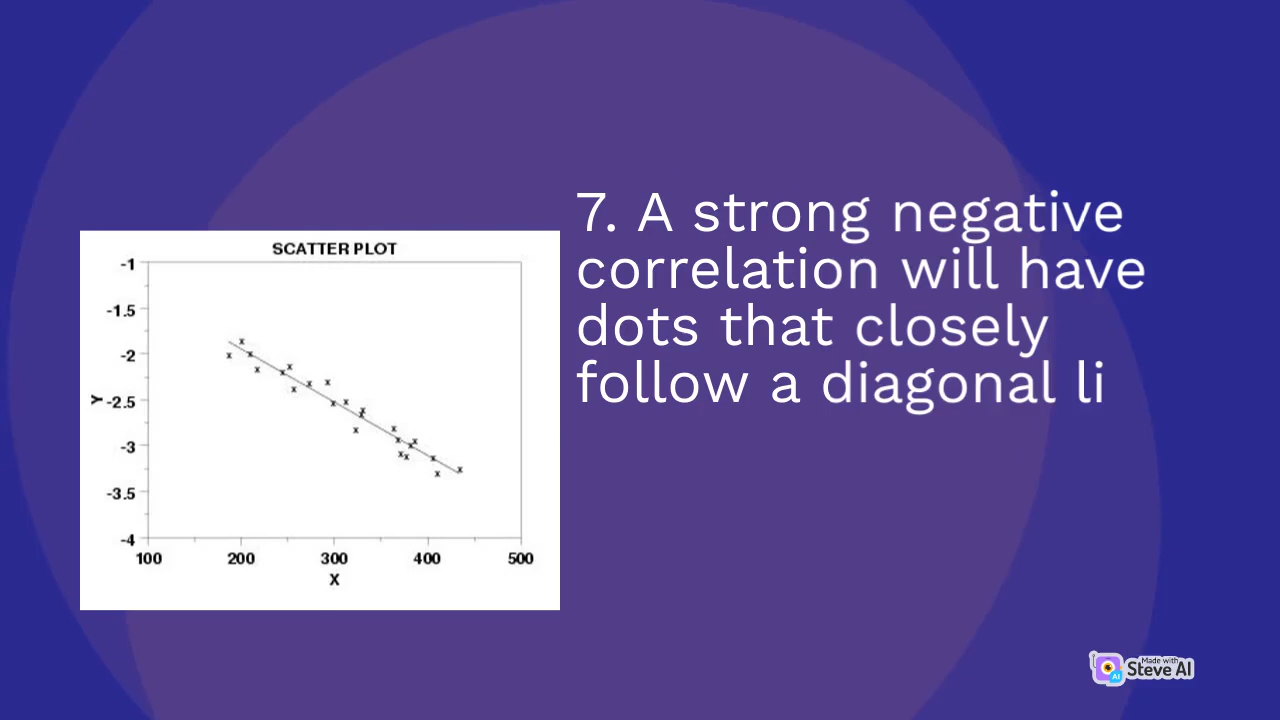 7. A strong negative
correlation will have
dots that closely
follow a diagonal li
SCATTER PLOT
-1
-1.5
-2
-2.5
-3
-3.5
-4
Y
100 200 300 400 500
X
Made with
Steve AI
AI